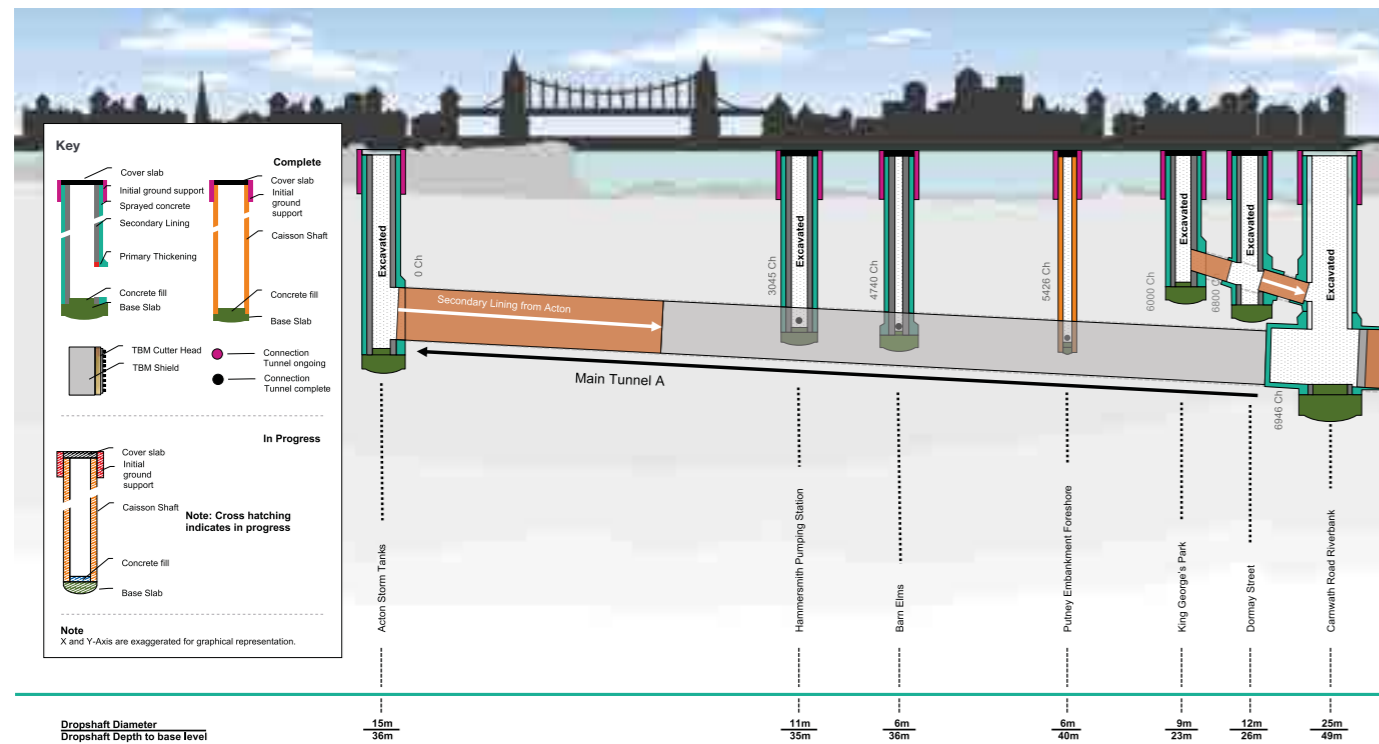 Key
Complete
Cover slab
Initial ground support
Sprayed concrete
Secondary Lining
Primary Thickening
Concrete fill
Base Slab
Cover slab
Initial
ground
support
Caisson Shaft
Concrete fill
Base Slab
TBM Cutter Head
TBM Shield
Connection
Tunnel ongoing
Connection
Tunnel complete
In Progress
Cover slab
Initial
ground
support
Caisson Shaft
Note: Cross hatching
indicates in progress
Concrete fill
Base Slab
Note
X and Y-Axis are exaggerated for graphical representation.
Excavated
0 Ch
Secondary Lining from Acton
Main Tunnel A
3045 Ch
Excavated
4740 Ch
Excavated
5426 Ch
6000 Ch
Excavated
6800 C
Excavated
6946 Ch
Excavated
Acton Storm Tanks
Hammersmith Pumping Station
Barn Elms
Putney Embankment Foreshore
King George's Park
Dormay Street
Carnwath Road Riverbank
Dropshaft Diameter 15m 11m 6m 6m 9m 12m 25m
Dropshaft Depth to base level 36m 35m 36m 40m 23m 26m 49m